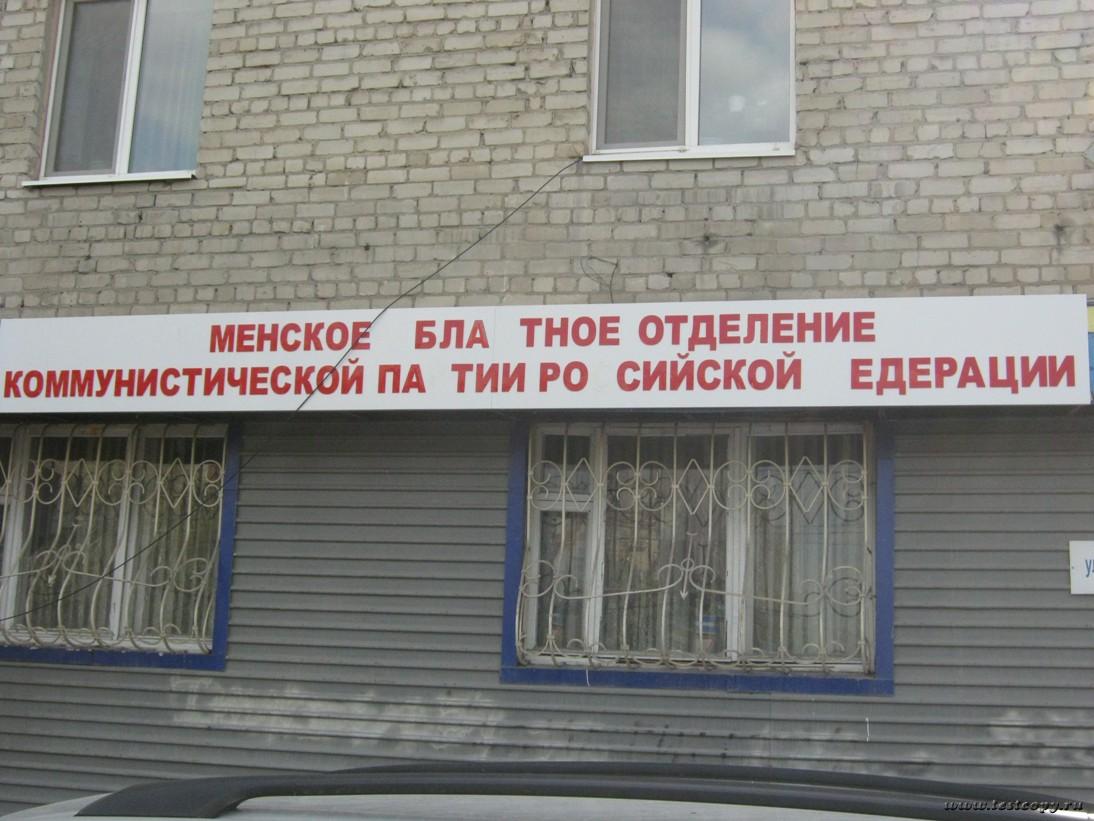 МЕНСКОЕ БЛА ТНОЕ ОТДЕЛЕНИЕ
КОММУНИСТИЧЕСКОЙ ПА ТИИ РО СИЙСКОЙ ЕДЕРАЦИИ
www.testcopy.ru